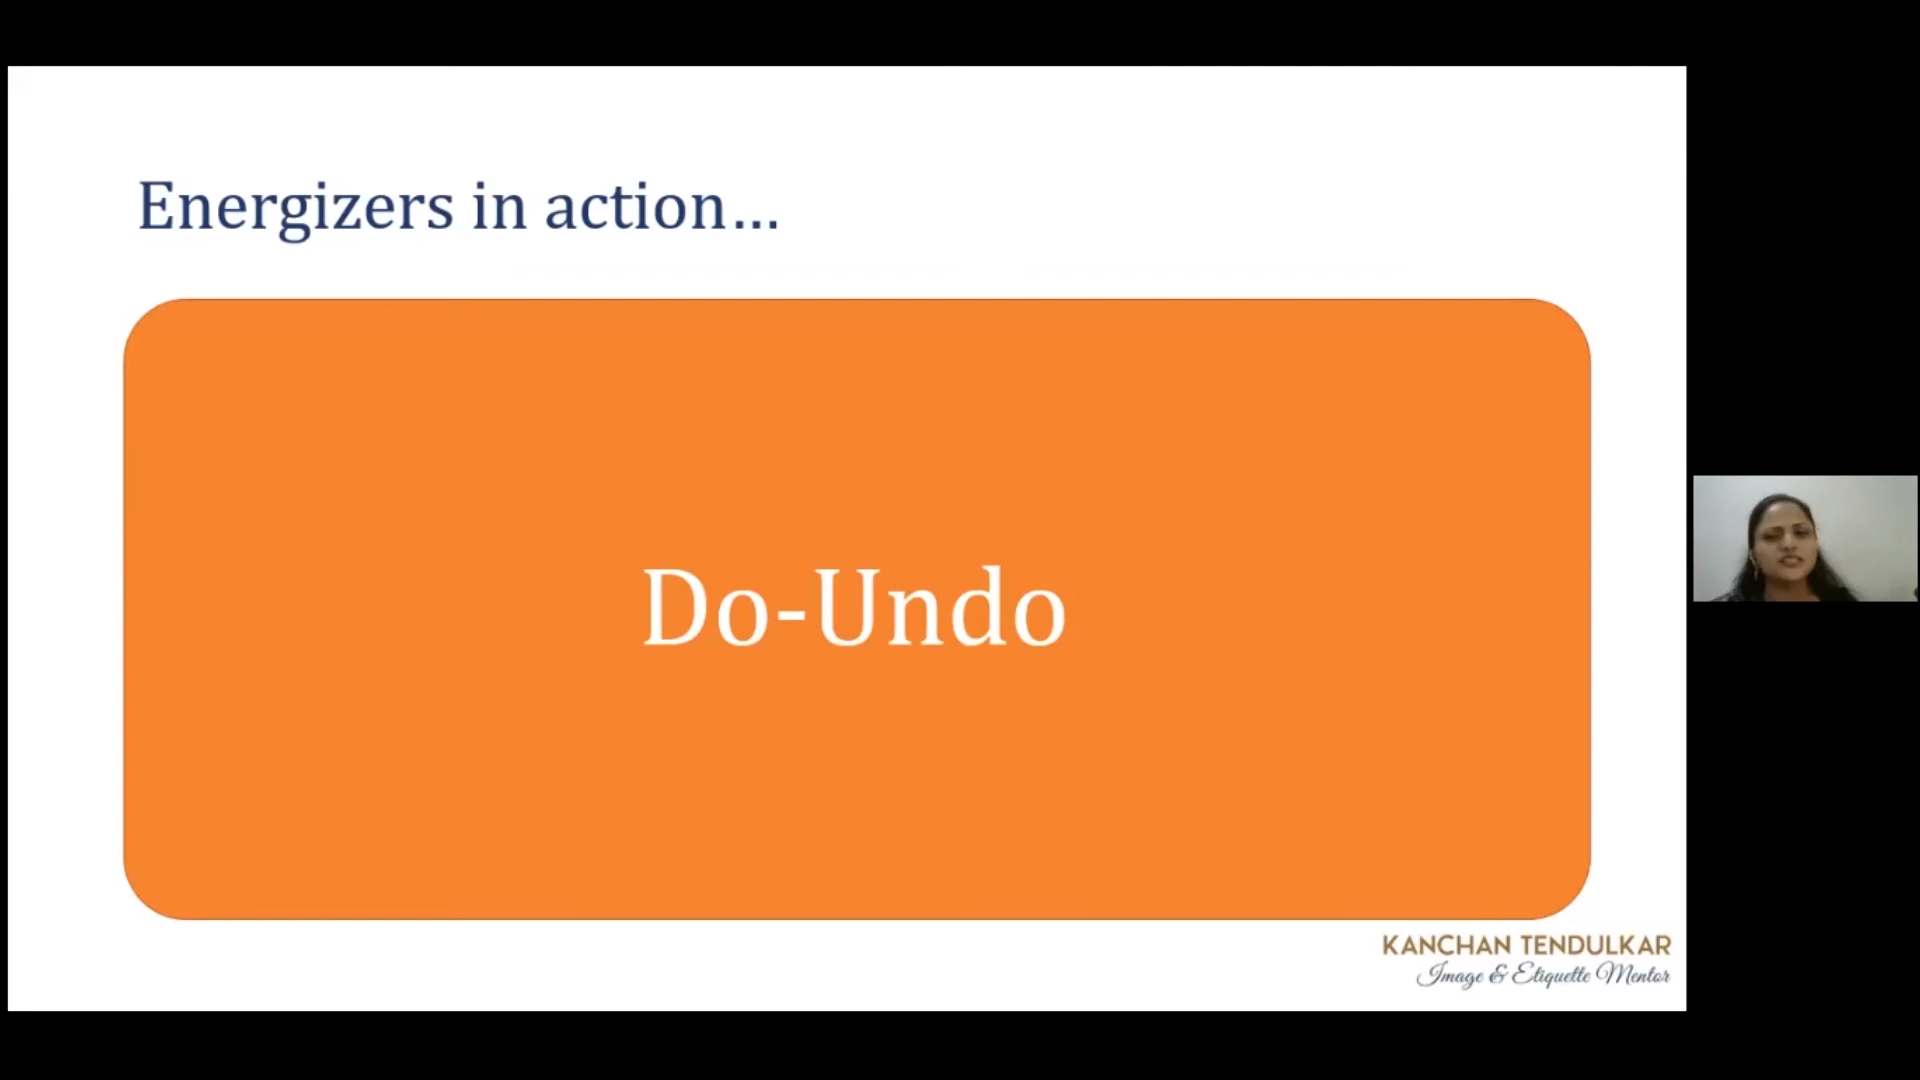 Energizers in action…
Do-Undo
KANCHAN TENDULKAR
Image & Etiquette Mentor